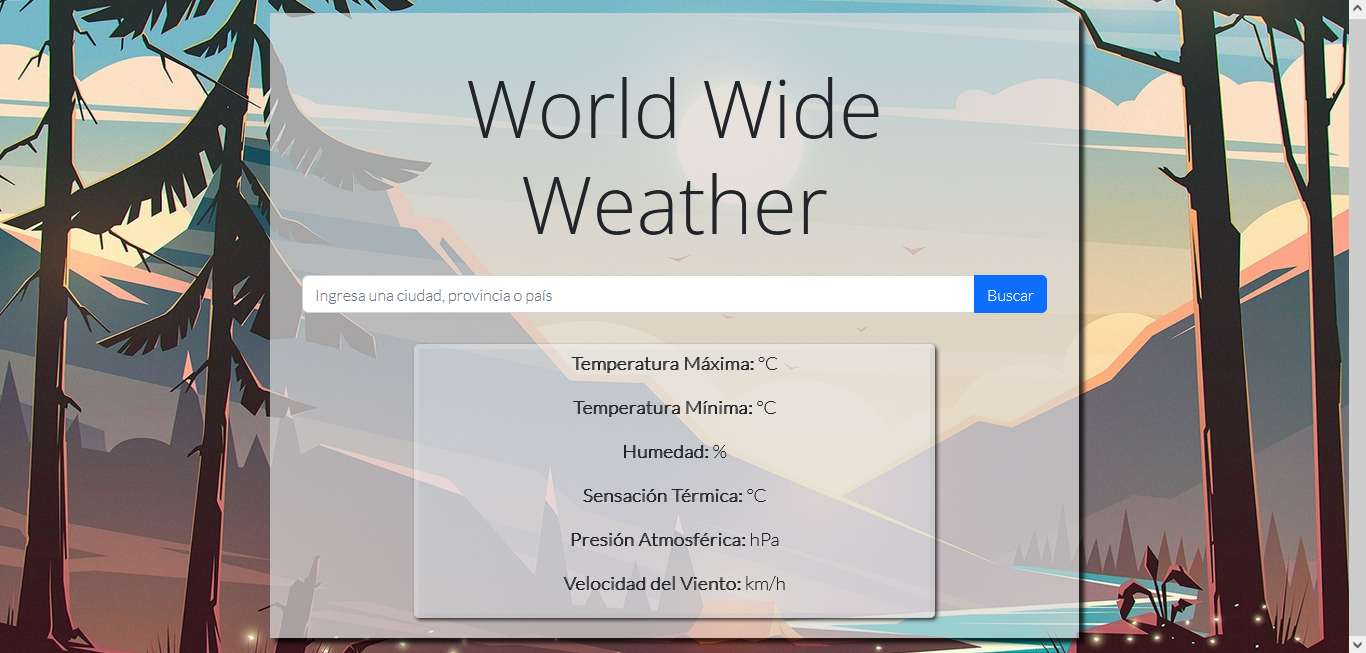 World Wide
Weather
Ingresa una ciudad, provincia o país
Buscar
Temperatura Máxima: °C
Temperatura Mínima: °C
Humedad: %
Sensación Térmica: °C
Presión Atmosférica: hPa
Velocidad del Viento: km/h